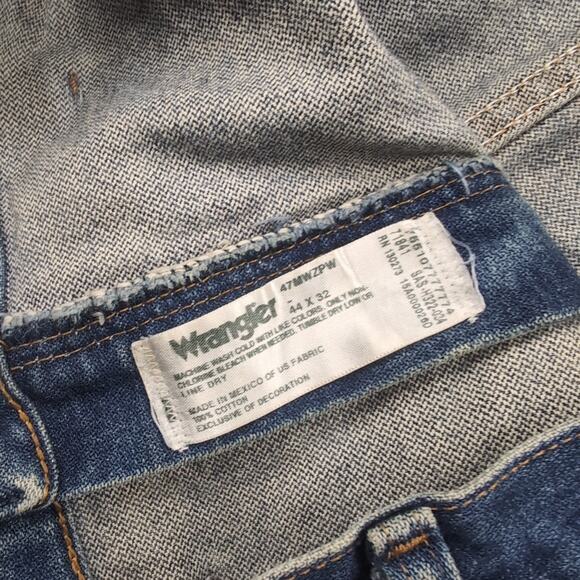 Wrangler
47MWZPW
44 X 32
MACHINE WASH COLD WITH LIKE COLORS. ONLY NON-
CHLORINE BLEACH WHEN NEEDED. TUMBLE DRY LOW OR
LINE DRY
MADE IN MEXICO OF US FABRIC
100% COTTON
EXCLUSIVE OF DECORATION
RN 130273